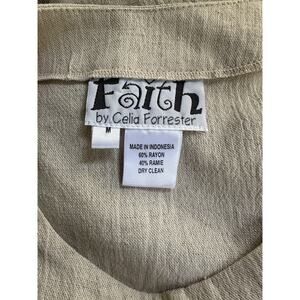 Faith
by Celia Forrester
M
MADE IN INDONESIA
60% RAYON
40% RAMIE
DRY CLEAN